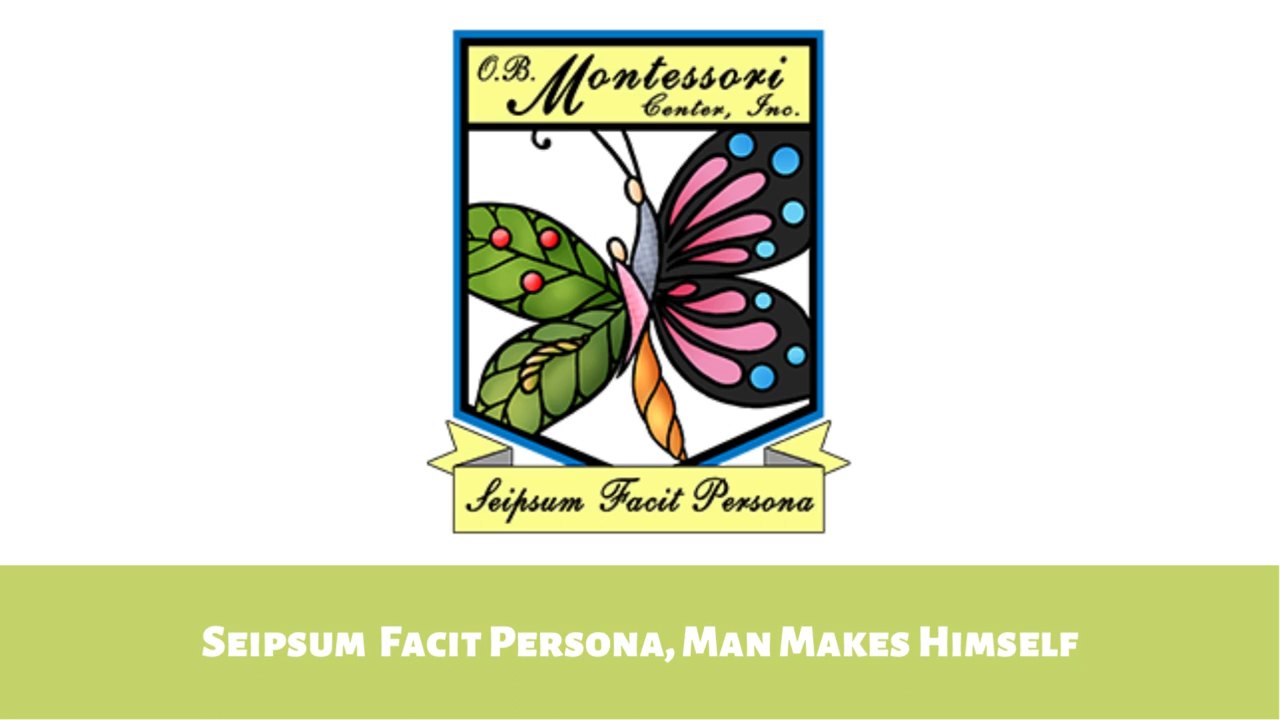 O.B. Montessori
Center, Inc.
Seipsum Facit Persona
Seipsum Facit Persona, Man Makes Himself